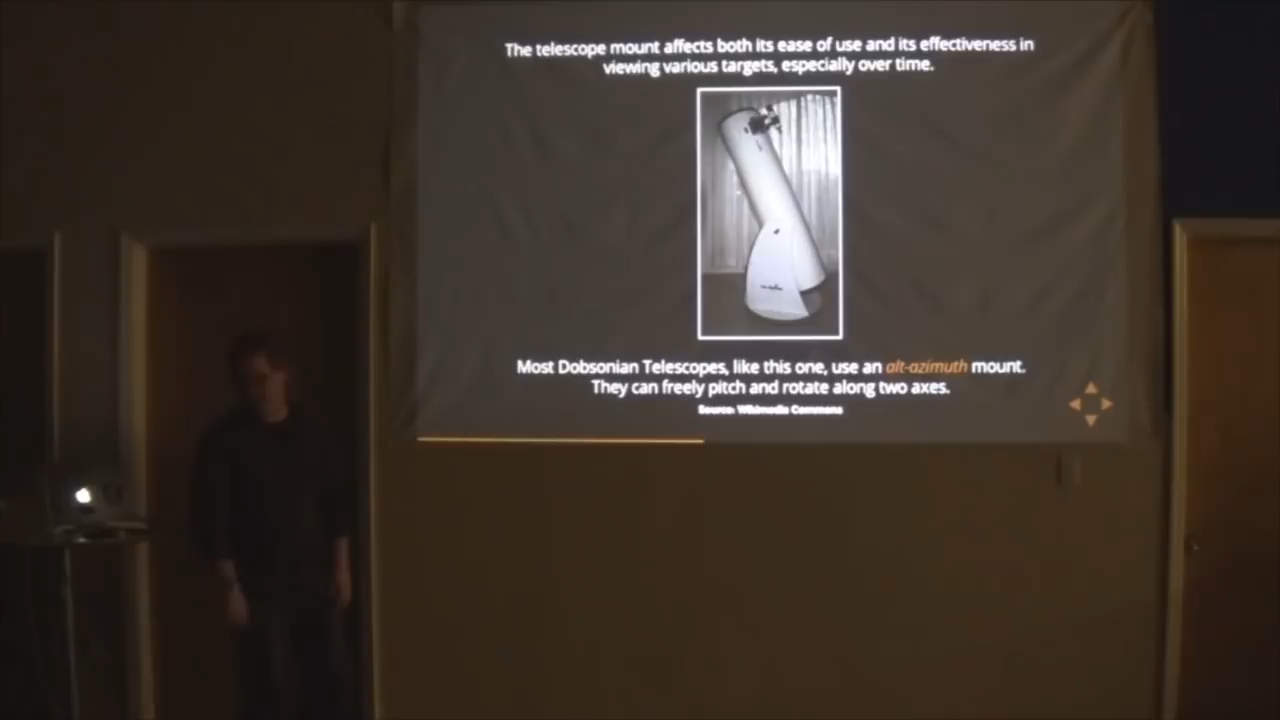 The telescope mount affects both its ease of use and its effectiveness in
viewing various targets, especially over time.
Most Dobsonian Telescopes, like this one, use an alt-azimuth mount.
They can freely pitch and rotate along two axes.
Source: Wikimedia Commons